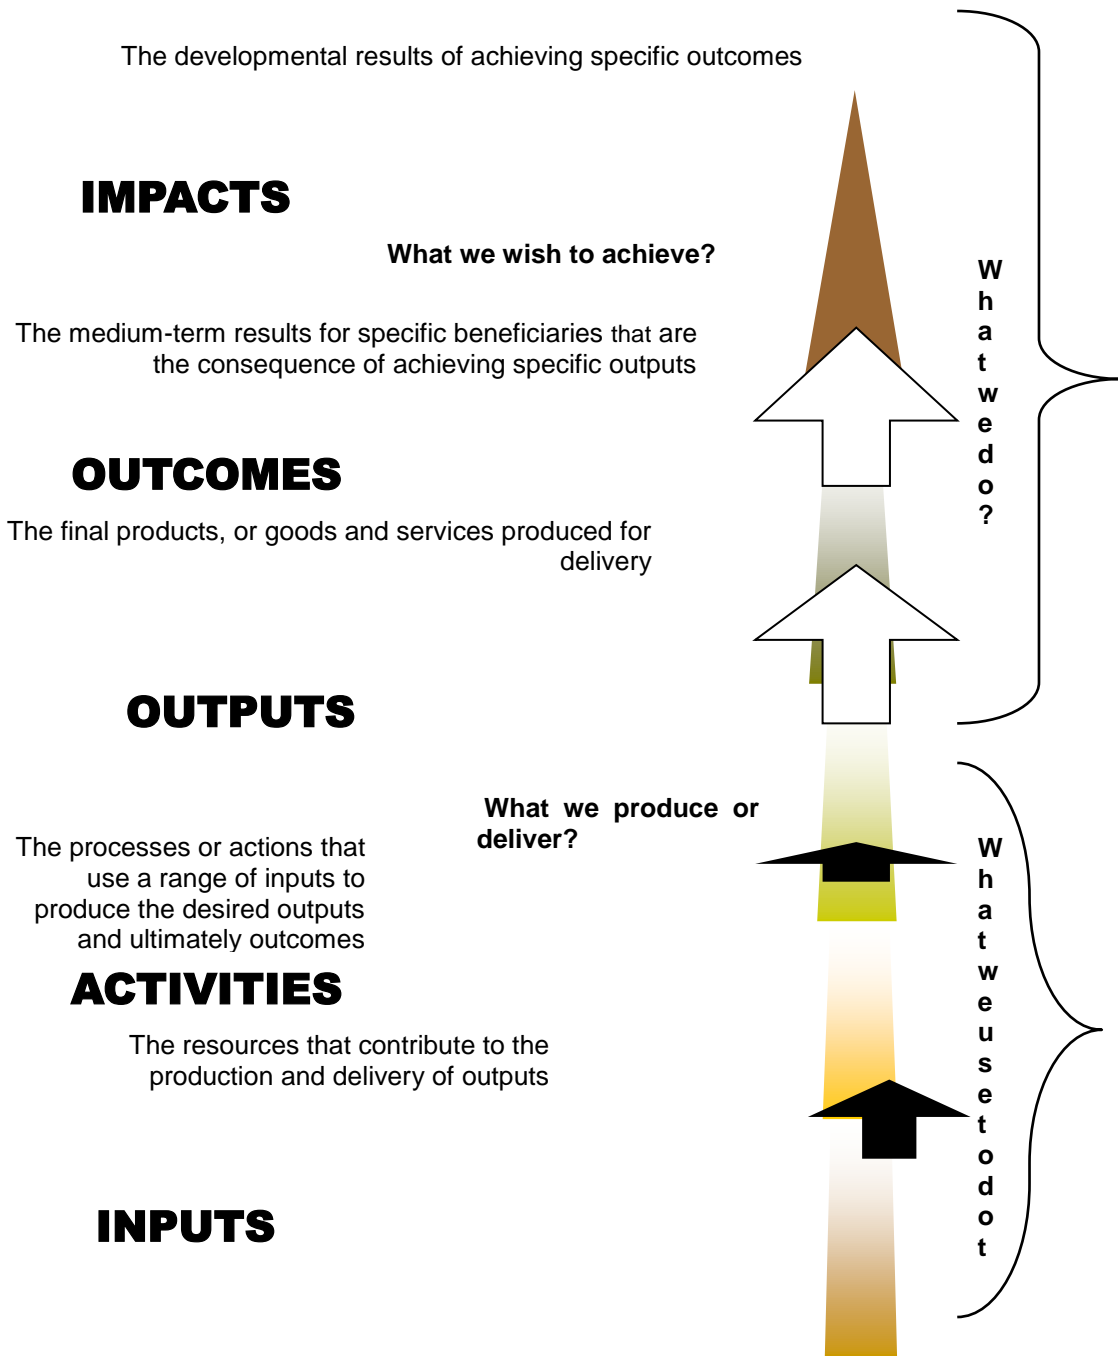 The developmental results of achieving specific outcomes
IMPACTS
What we wish to achieve?
The medium-term results for specific beneficiaries that are
the consequence of achieving specific outputs
OUTCOMES
The final products, or goods and services produced for
delivery
OUTPUTS
What we produce or
deliver?
The processes or actions that
use a range of inputs to
produce the desired outputs
and ultimately outcomes
ACTIVITIES
The resources that contribute to the
production and delivery of outputs
INPUTS
W
h
a
t
w
e
d
o
?
W
h
a
t
w
e
u
s
e
t
o
d
o
t